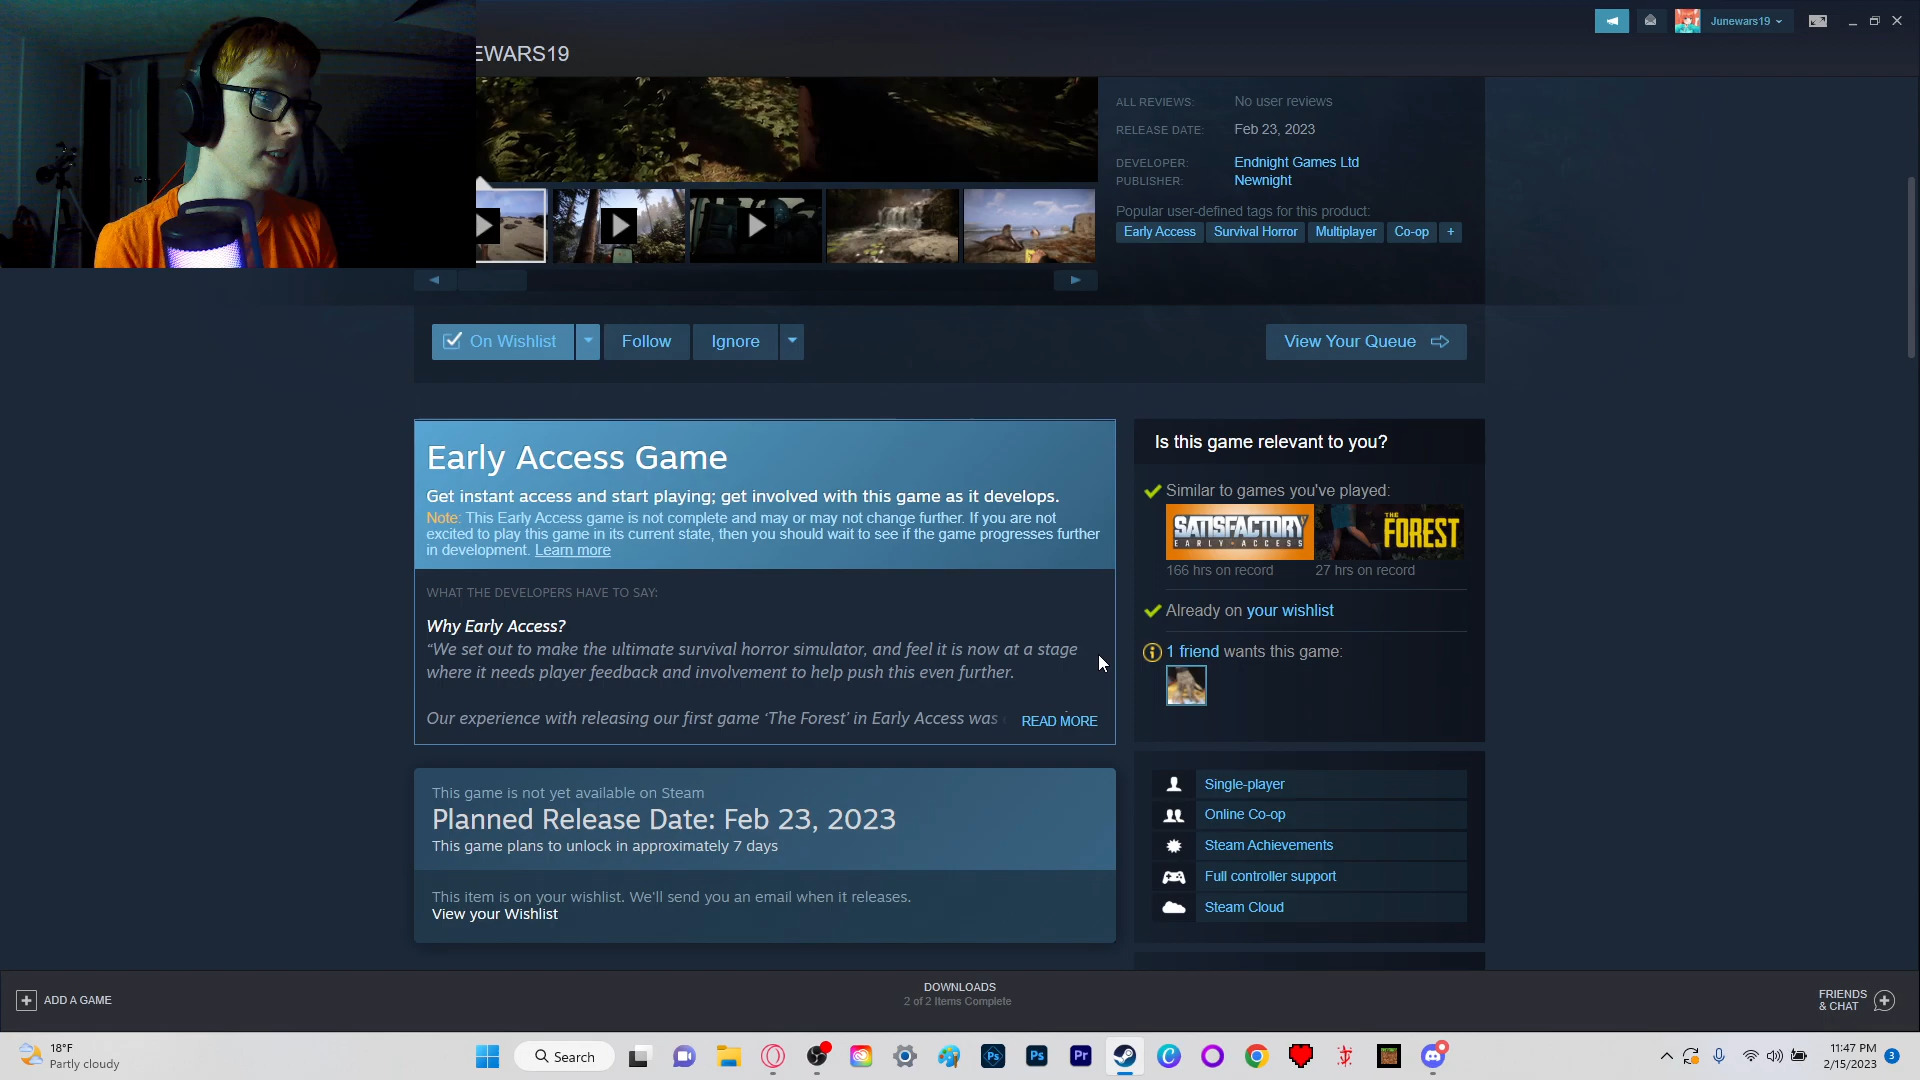 Junewars19
EWARS19
ALL REVIEWS: No user reviews
RELEASE DATE: Feb 23, 2023
DEVELOPER: Endnight Games Ltd
PUBLISHER: Newnight
Popular user-defined tags for this product:
Early Access Survival Horror Multiplayer Co-op +
On Wishlist Follow Ignore View Your Queue
Early Access Game
Get instant access and start playing; get involved with this game as it develops.
Note: This Early Access game is not complete and may or may not change further. If you are not
excited to play this game in its current state, then you should wait to see if the game progresses further
in development. Learn more
WHAT THE DEVELOPERS HAVE TO SAY:
Why Early Access?
“We set out to make the ultimate survival horror simulator, and feel it is now at a stage
where it needs player feedback and involvement to help push this even further.
Our experience with releasing our first game ‘The Forest’ in Early Access was READ MORE
Is this game relevant to you?
Similar to games you've played:
SATISFACTORY
EARLY ACCESS
THE
FOREST
166 hrs on record 27 hrs on record
Already on your wishlist
1 friend wants this game:
This game is not yet available on Steam
Planned Release Date: Feb 23, 2023
This game plans to unlock in approximately 7 days
This item is on your wishlist. We'll send you an email when it releases.
View your Wishlist
Single-player
Online Co-op
Steam Achievements
Full controller support
Steam Cloud
ADD A GAME
DOWNLOADS
2 of 2 Items Complete
FRIENDS
& CHAT
18°F
Partly cloudy
Search
Ps
Ps
Pr
11:47 PM
2/15/2023
3